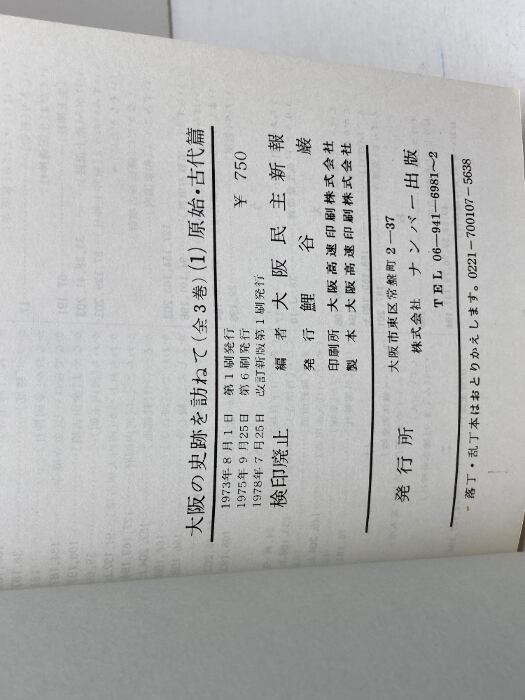 大阪の史跡を訪ねて(全3巻)(1)原始・古代篇
1973年8月1日 第1刷発行
1975年9月25日 第6刷発行 ¥750
1978年7月25日 改訂新版第1刷発行
検印廃止 編者 大阪民主新報
発行 鯉谷巌
印刷所 大阪高速印刷株式会社
製本 大阪高速印刷株式会社
大阪市東区常盤町2―37
発行所 株式会社 ナンバー出版
TEL 06―941―6981~2
落丁・乱丁本はおとりかえします。0221-700107-5638